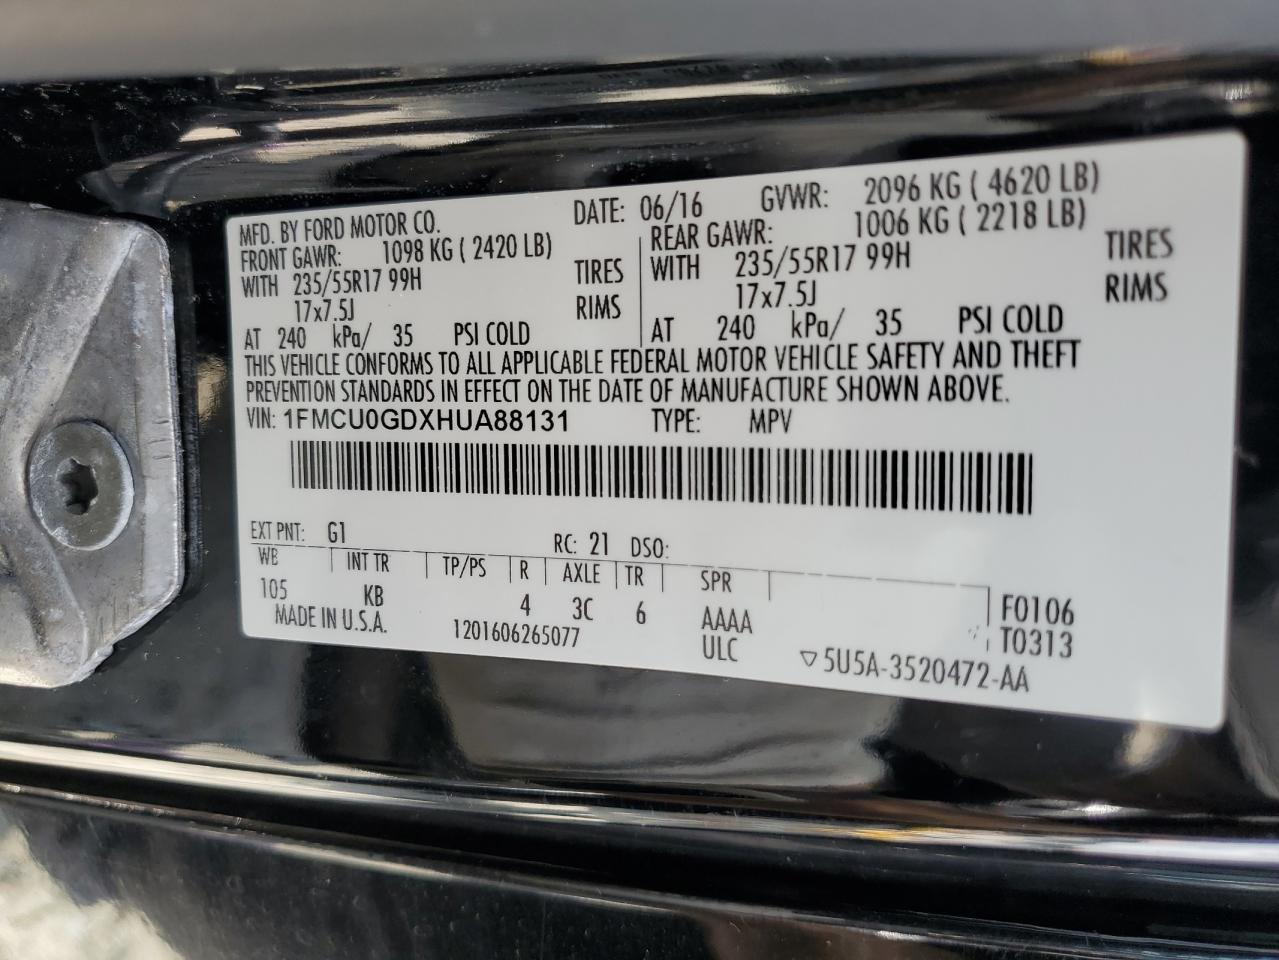 MFD. BY FORD MOTOR CO. DATE: 06/16 GVWR: 2096 KG ( 4620 LB)
FRONT GAWR: 1098 KG ( 2420 LB) REAR GAWR: 1006 KG ( 2218 LB)
WITH 235/55R17 99H TIRES WITH 235/55R17 99H TIRES
17x7.5J RIMS 17x7.5J RIMS
AT 240 kPa/ 35 PSI COLD AT 240 kPa/ 35 PSI COLD
THIS VEHICLE CONFORMS TO ALL APPLICABLE FEDERAL MOTOR VEHICLE SAFETY AND THEFT
PREVENTION STANDARDS IN EFFECT ON THE DATE OF MANUFACTURE SHOWN ABOVE.
VIN: 1FMCU0GDXHUA88131 TYPE: MPV
EXT PNT: G1 RC: 21 DSO:
WB INT TR TP/PS R AXLE TR SPR
105 KB 4 3C 6 AAAA F0106
MADE IN U.S.A. 1201606265077 ULC T0313
▽5U5A-3520472-AA